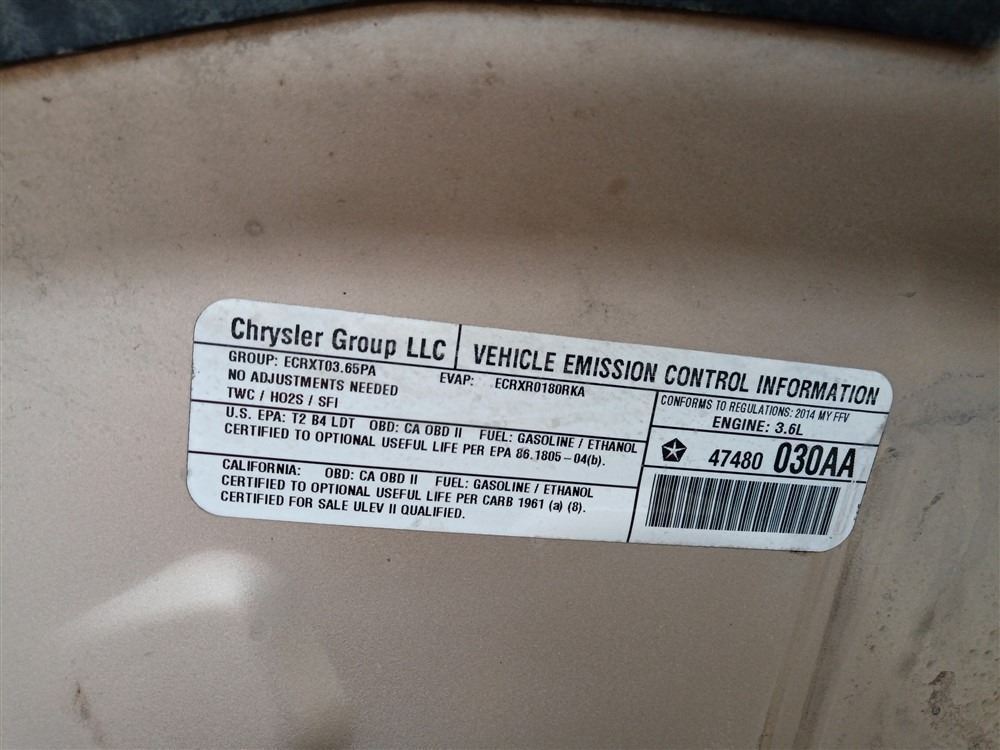 Chrysler Group LLC
VEHICLE EMISSION CONTROL INFORMATION
GROUP: ECRXT03.65PA EVAP: ECRXR0180RKA
NO ADJUSTMENTS NEEDED
TWC / HO2S / SFI
CONFORMS TO REGULATIONS: 2014 MY FFV
ENGINE: 3.6L
U.S. EPA: T2 B4 LDT OBD: CA OBD II FUEL: GASOLINE / ETHANOL
CERTIFIED TO OPTIONAL USEFUL LIFE PER EPA 86.1805-04(b).
47480 030AA
CALIFORNIA: OBD: CA OBD II FUEL: GASOLINE / ETHANOL
CERTIFIED TO OPTIONAL USEFUL LIFE PER CARB 1961 (a) (8).
CERTIFIED FOR SALE ULEV II QUALIFIED.